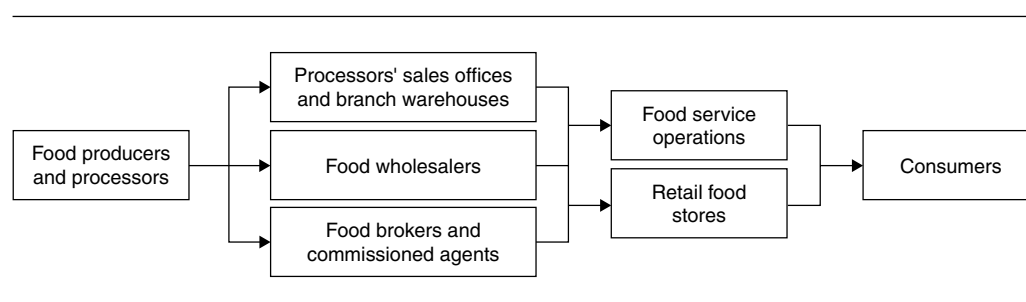 Food producers
and processors
Processors' sales offices
and branch warehouses
Food wholesalers
Food brokers and
commissioned agents
Food service
operations
Retail food
stores
Consumers